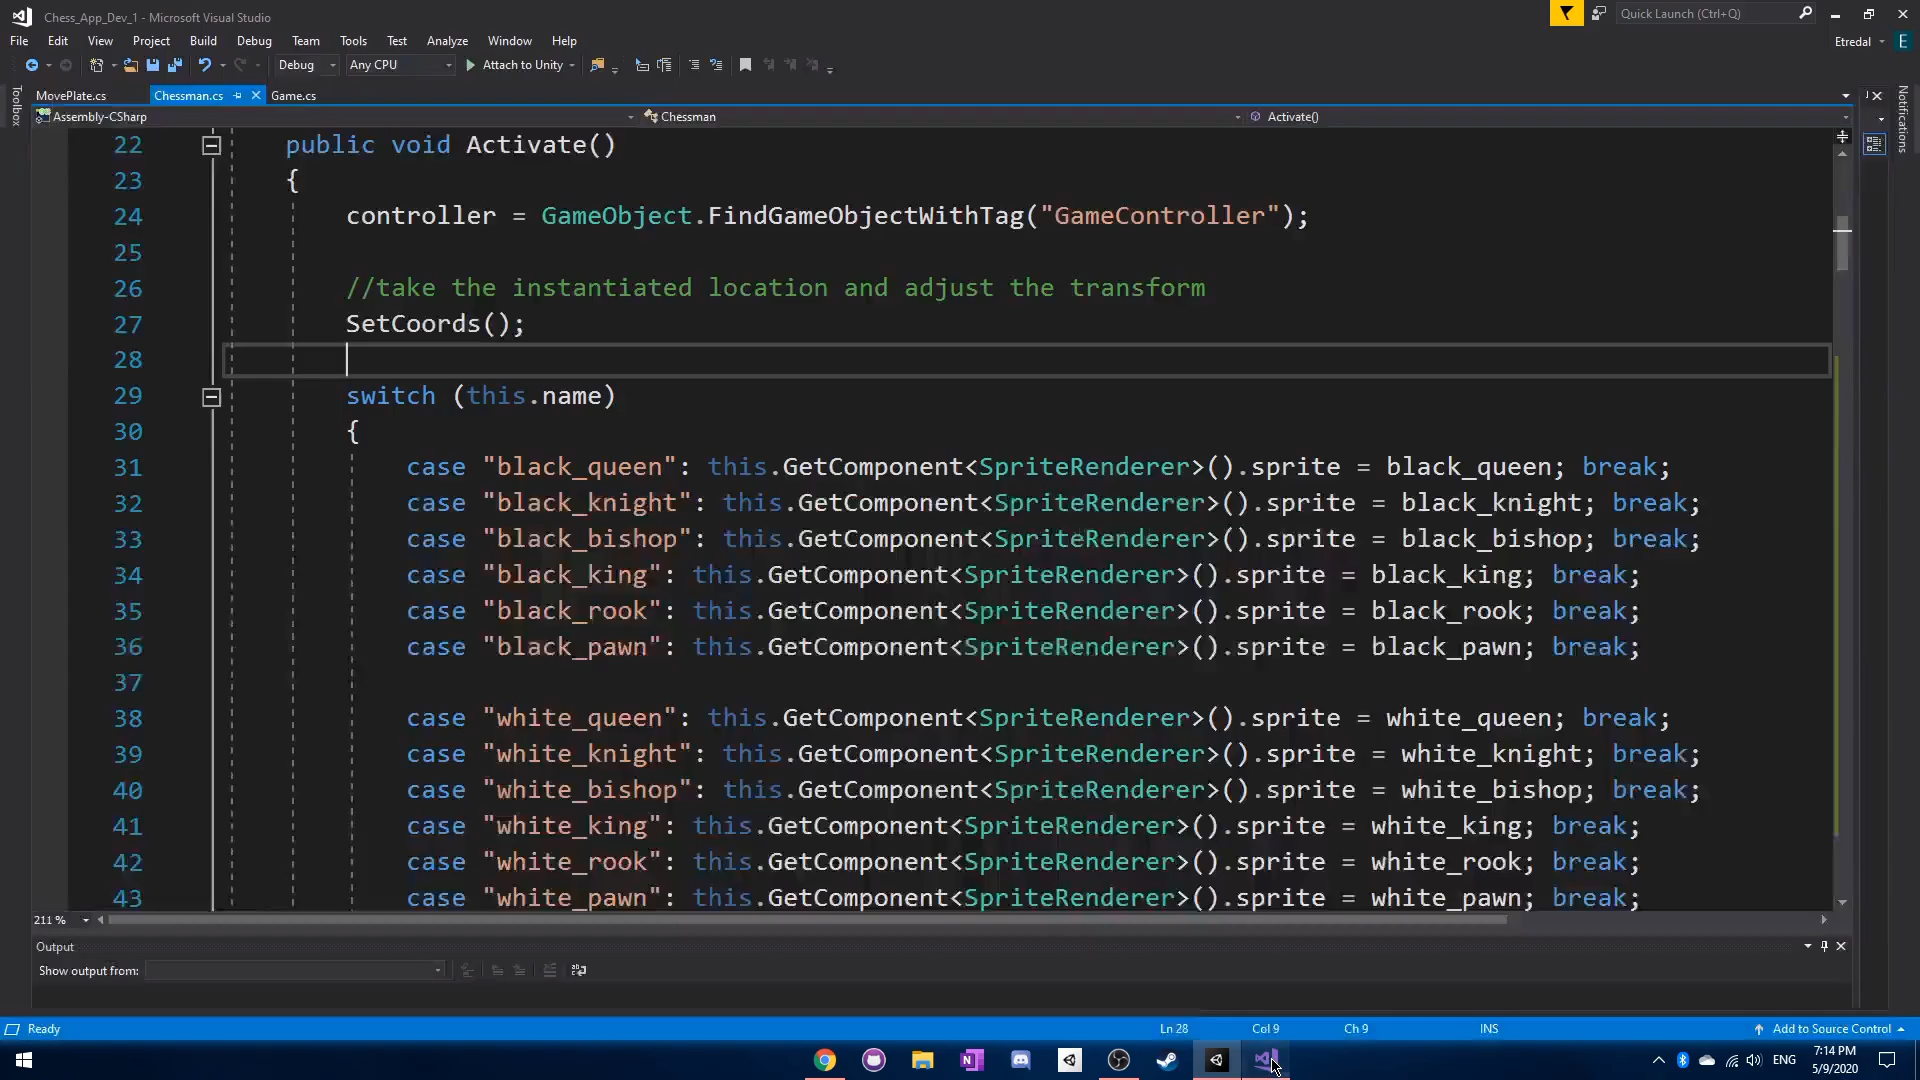 Chess_App_Dev_1 - Microsoft Visual Studio
Quick Launch (Ctrl+Q)
File Edit View Project Build Debug Team Tools Test Analyze Window Help
Etredal E
Debug Any CPU Attach to Unity
MovePlate.cs Chessman.cs Game.cs
Toolbox
Notifications
Assembly-CSharp Chessman Activate()
22 public void Activate()
23 {
24 controller = GameObject.FindGameObjectWithTag("GameController");
25
26 //take the instantiated location and adjust the transform
27 SetCoords();
28
29 switch (this.name)
30 {
31 case "black_queen": this.GetComponent<SpriteRenderer>().sprite = black_queen; break;
32 case "black_knight": this.GetComponent<SpriteRenderer>().sprite = black_knight; break;
33 case "black_bishop": this.GetComponent<SpriteRenderer>().sprite = black_bishop; break;
34 case "black_king": this.GetComponent<SpriteRenderer>().sprite = black_king; break;
35 case "black_rook": this.GetComponent<SpriteRenderer>().sprite = black_rook; break;
36 case "black_pawn": this.GetComponent<SpriteRenderer>().sprite = black_pawn; break;
37
38 case "white_queen": this.GetComponent<SpriteRenderer>().sprite = white_queen; break;
39 case "white_knight": this.GetComponent<SpriteRenderer>().sprite = white_knight; break;
40 case "white_bishop": this.GetComponent<SpriteRenderer>().sprite = white_bishop; break;
41 case "white_king": this.GetComponent<SpriteRenderer>().sprite = white_king; break;
42 case "white_rook": this.GetComponent<SpriteRenderer>().sprite = white_rook; break;
43 case "white_pawn": this.GetComponent<SpriteRenderer>().sprite = white_pawn; break;
211 %
Output
Show output from:
Ready Ln 28 Col 9 Ch 9 INS Add to Source Control
ENG 7:14 PM
5/9/2020